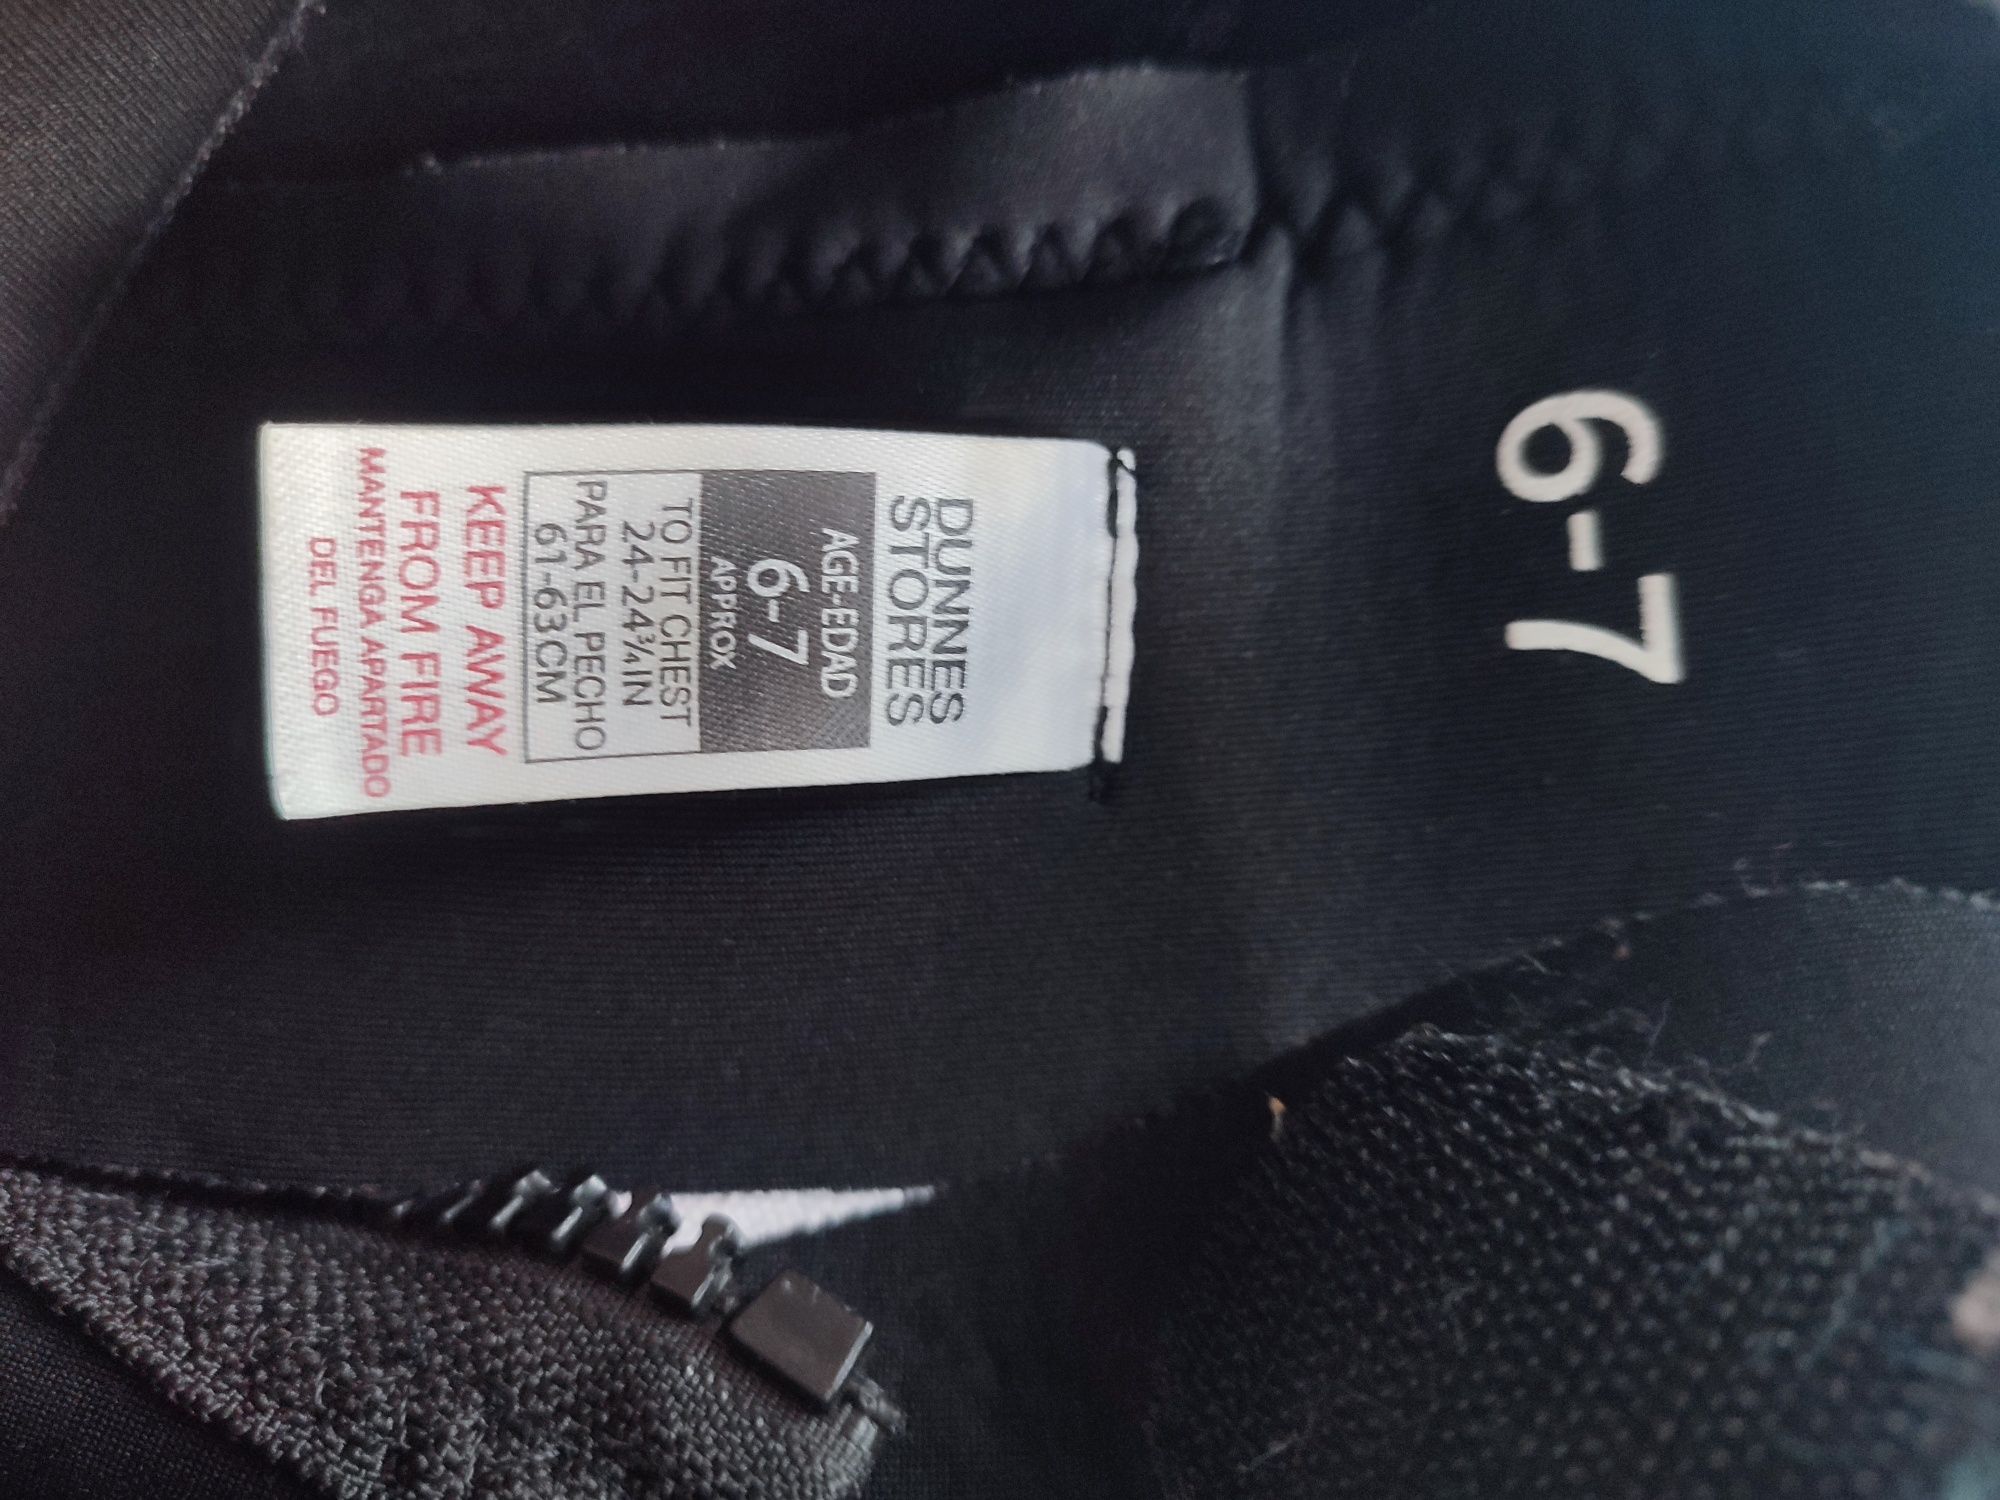 6-7
DUNNES
STORES
AGE-EDAD
6-7
APPROX
TO FIT CHEST
24-24¾IN
PARA EL PECHO
61-63CM
KEEP AWAY
FROM FIRE
MANTENGA APARTADO
DEL FUEGO